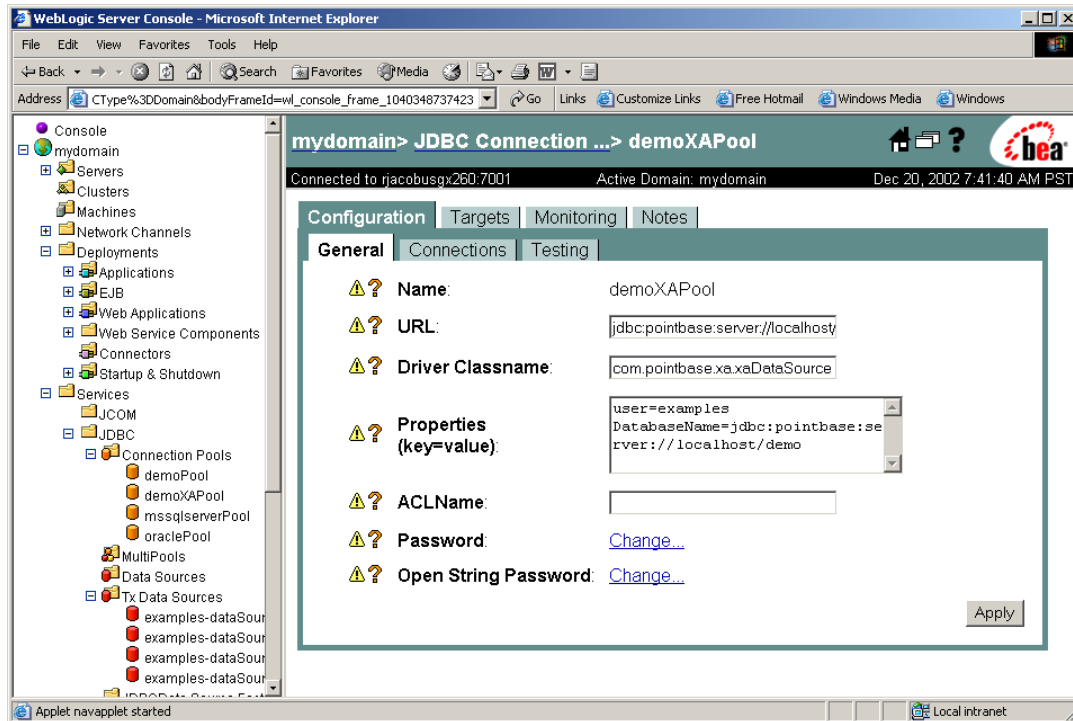 WebLogic Server Console - Microsoft Internet Explorer
File Edit View Favorites Tools Help
Back Search Favorites Media
Address CType%3DDomain&bodyFrameId=wl_console_frame_1040348737423 Go Links Customize Links Free Hotmail Windows Media Windows
Console
mydomain
Servers
Clusters
Machines
Network Channels
Deployments
Applications
EJB
Web Applications
Web Service Components
Connectors
Startup & Shutdown
Services
JCOM
JDBC
Connection Pools
demoPool
demoXAPool
mssqlserverPool
oraclePool
MultiPools
Data Sources
Tx Data Sources
examples-dataSour
examples-dataSour
examples-dataSour
examples-dataSour
mydomain> JDBC Connection ...> demoXAPool
? bea
Connected to rjacobusgx260:7001 Active Domain: mydomain Dec 20, 2002 7:41:40 AM PST
Configuration Targets Monitoring Notes
General Connections Testing
? Name: demoXAPool
? URL: jdbc:pointbase:server://localhost/
? Driver Classname: com.pointbase.xa.xaDataSource
? Properties (key=value):
user=examples
DatabaseName=jdbc:pointbase:se
rver://localhost/demo
? ACLName:
? Password: Change...
? Open String Password: Change...
Apply
Applet navapplet started Local intranet